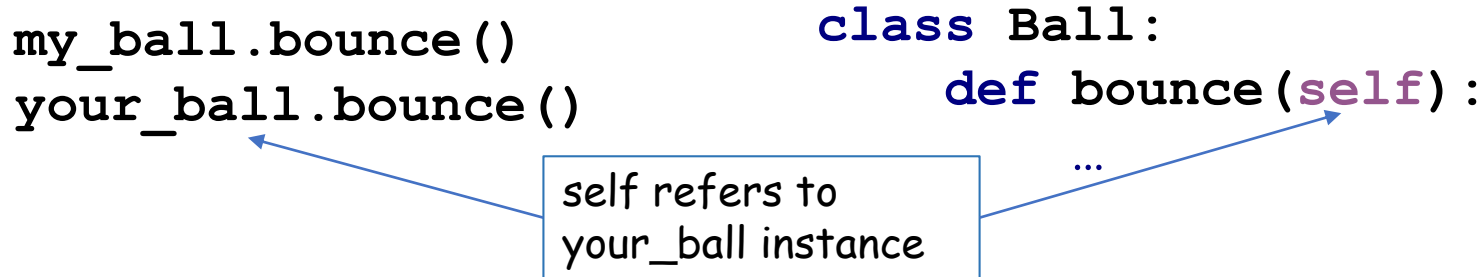 my_ball.bounce()
your_ball.bounce()
class Ball:
def bounce(self):
…
self refers to
your_ball instance